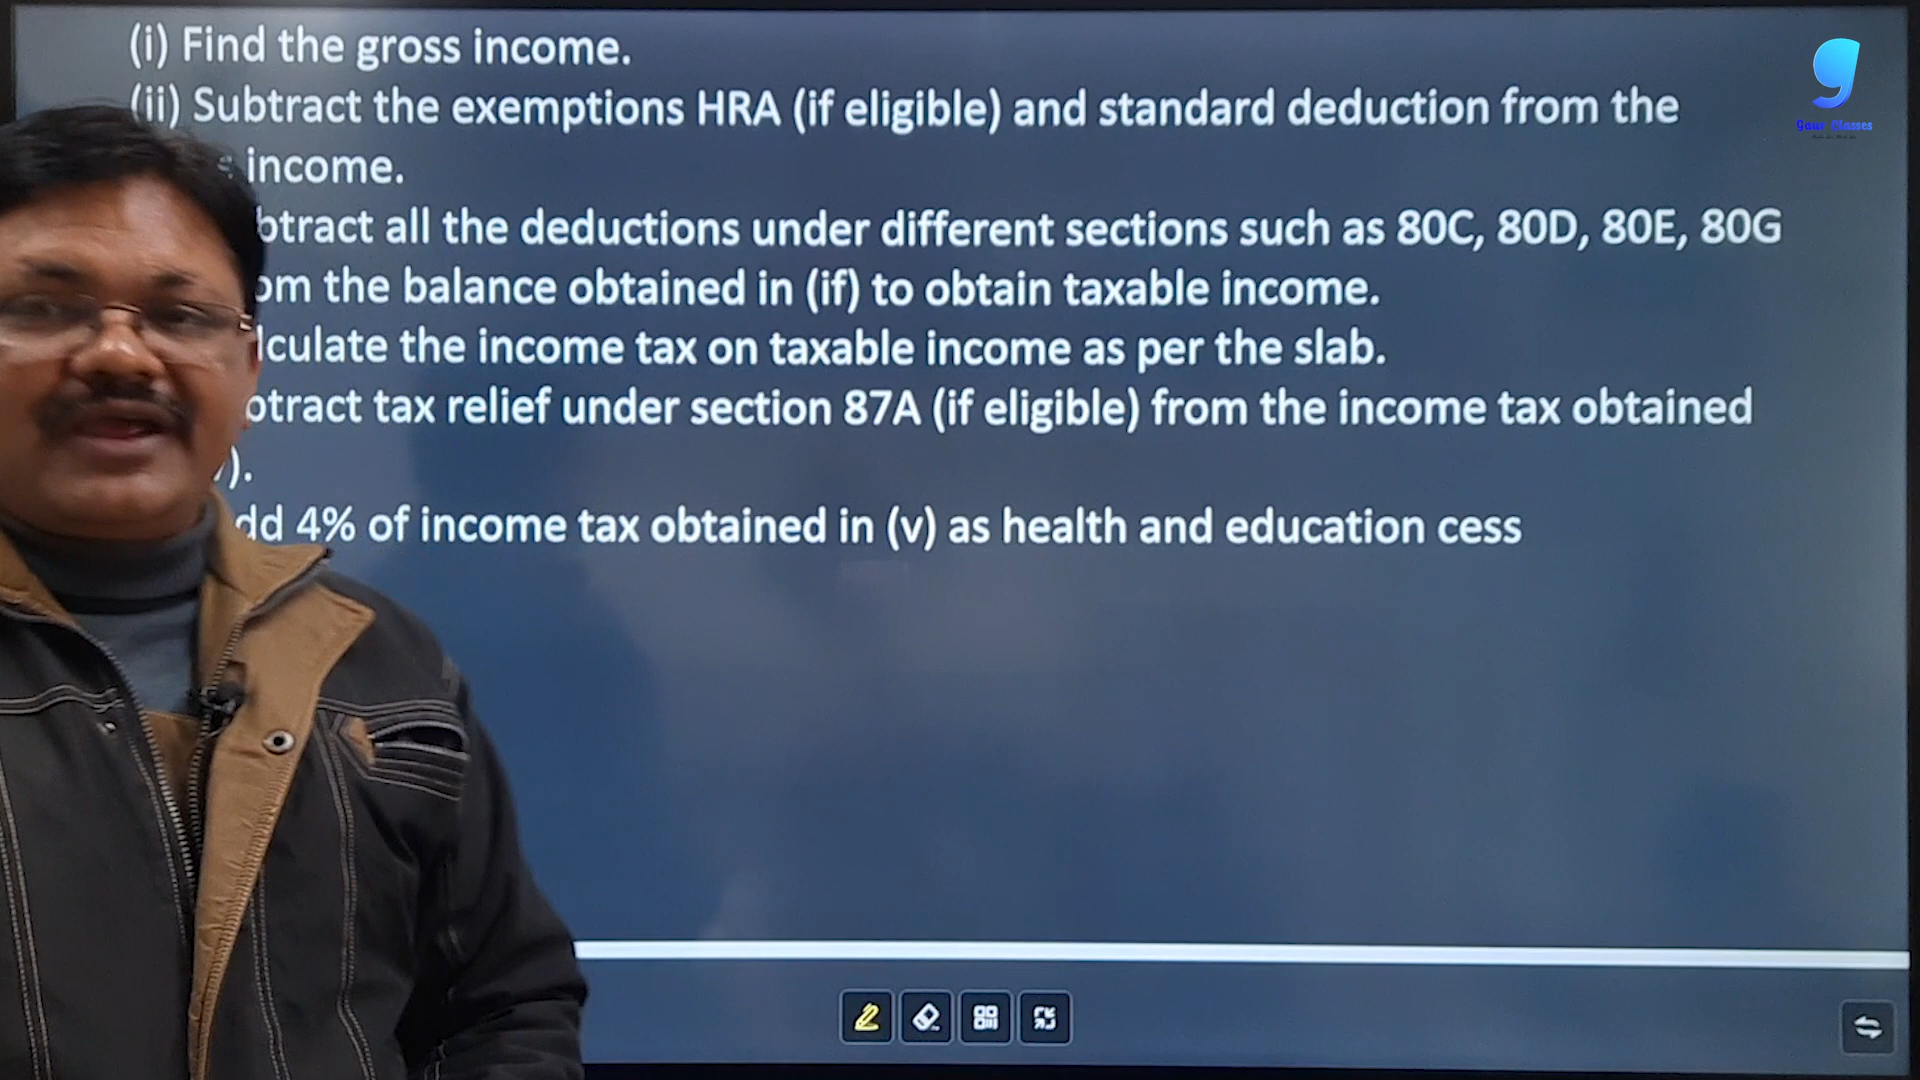 (i) Find the gross income.
(ii) Subtract the exemptions HRA (if eligible) and standard deduction from the
income.
btract all the deductions under different sections such as 80C, 80D, 80E, 80G
om the balance obtained in (if) to obtain taxable income.
lculate the income tax on taxable income as per the slab.
btract tax relief under section 87A (if eligible) from the income tax obtained
).
dd 4% of income tax obtained in (v) as health and education cess
g
Gaur Classes